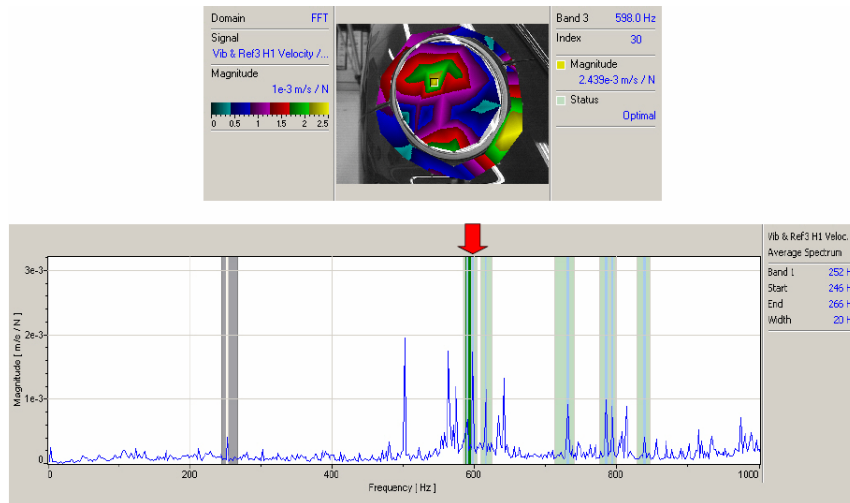 Domain FFT
Signal
Vib & Ref3 H1 Velocity /...
Magnitude
1e-3 m/s / N
0 0.5 1 1.5 2 2.5
Band 3 598.0 Hz
Index 30
Magnitude
2.439e-3 m/s / N
Status
Optimal
Magnitude [ m/s / N ]
3e-3
2e-3
1e-3
0
0 200 400 600 800 1000
Frequency [ Hz ]
Vib & Ref3 H1 Veloc.
Average Spectrum
Band 1 252 H
Start 246 H
End 266 H
Width 20 H